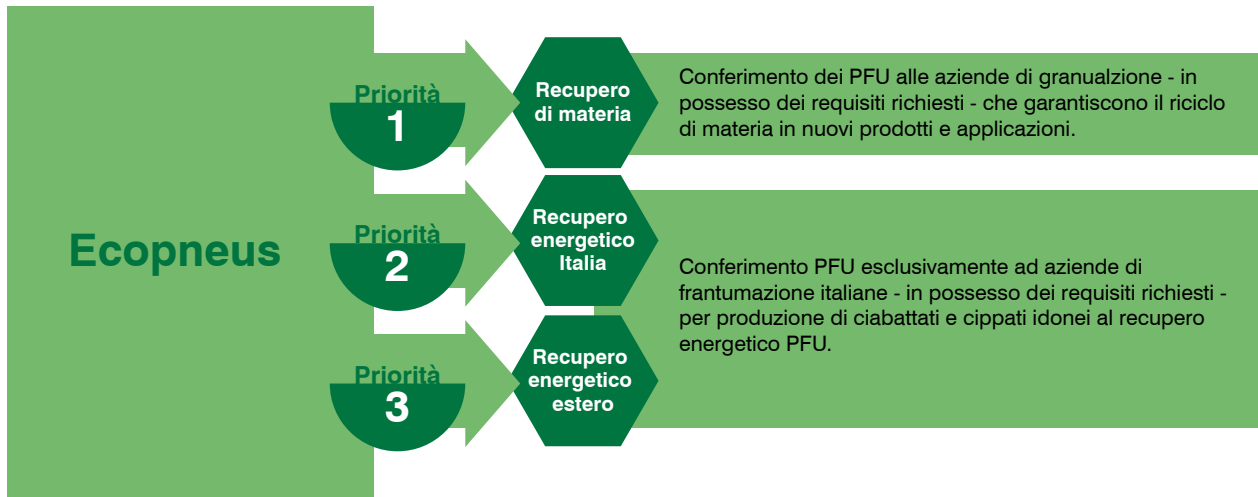 Ecopneus
Priorità
1
Recupero
di materia
Conferimento dei PFU alle aziende di granualzione - in
possesso dei requisiti richiesti - che garantiscono il riciclo
di materia in nuovi prodotti e applicazioni.
Priorità
2
Recupero
energetico
Italia
Priorità
3
Recupero
energetico
estero
Conferimento PFU esclusivamente ad aziende di
frantumazione italiane - in possesso dei requisiti richiesti -
per produzione di ciabattati e cippati idonei al recupero
energetico PFU.